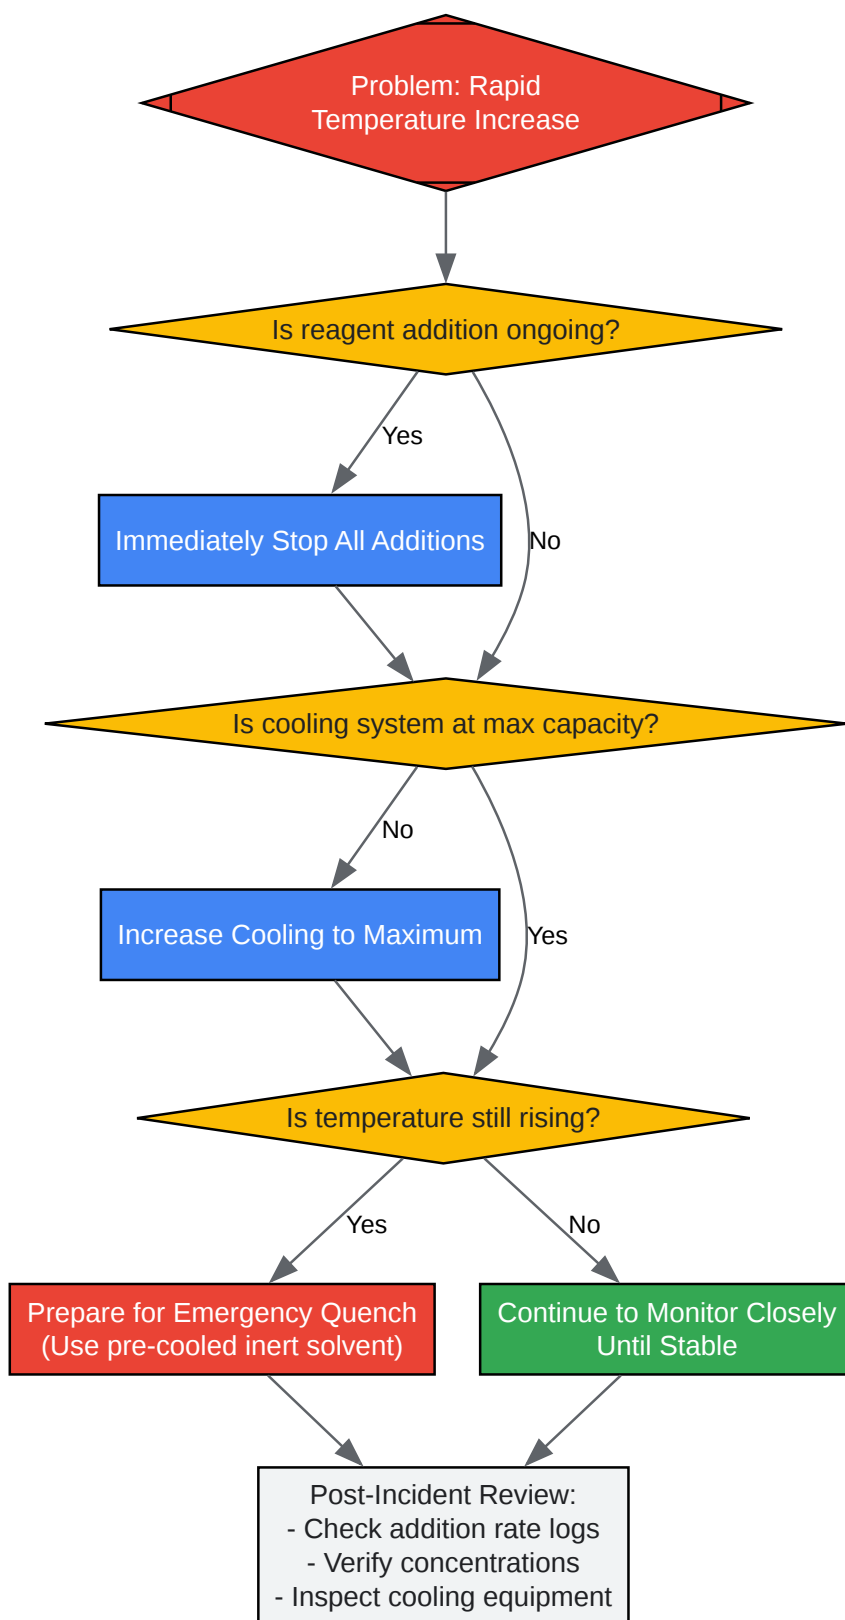 Problem: Rapid
Temperature Increase
Is reagent addition ongoing?
Yes
Immediately Stop All Additions
No
Is cooling system at max capacity?
No
Increase Cooling to Maximum
Yes
Is temperature still rising?
Yes
No
Prepare for Emergency Quench
(Use pre-cooled inert solvent)
Continue to Monitor Closely
Until Stable
Post-Incident Review:
- Check addition rate logs
- Verify concentrations
- Inspect cooling equipment